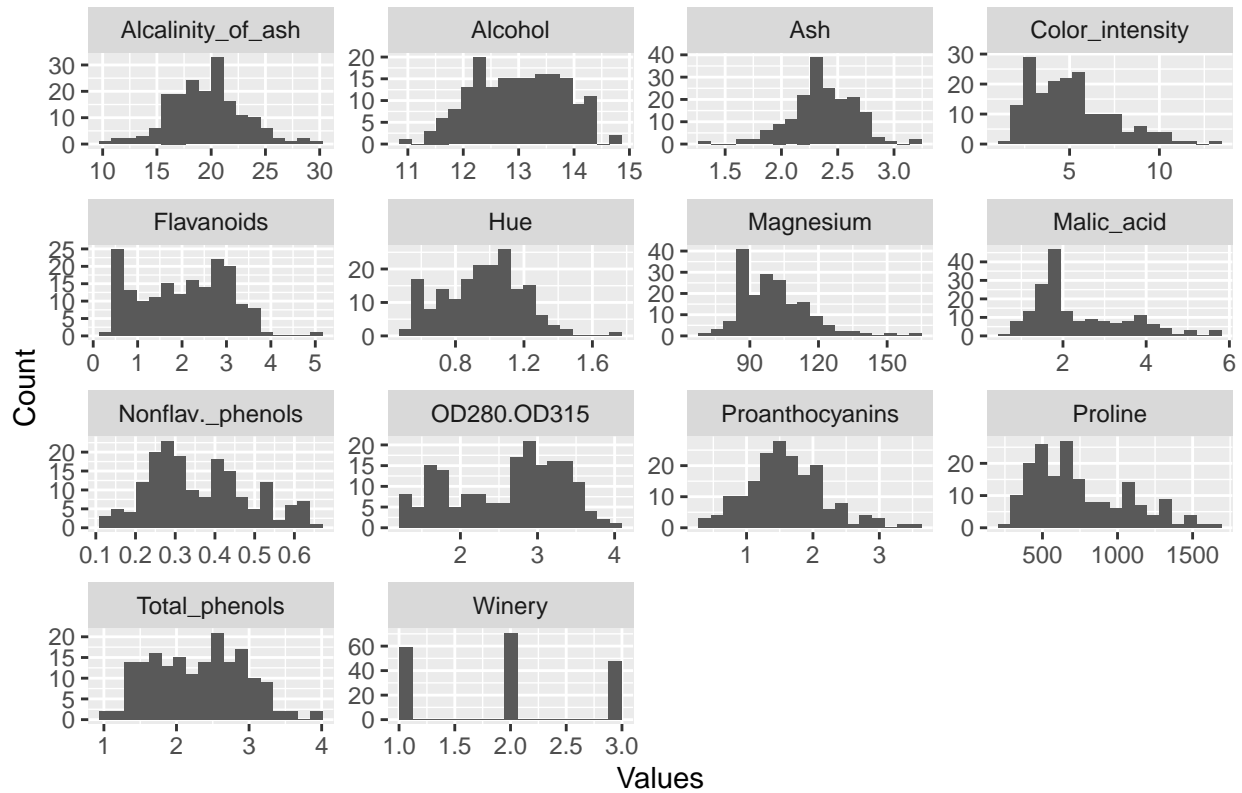 Alcalinity_of_ash
Alcohol
Ash
Color_intensity
30
20
10
0
10 15 20 25 30
20
15
10
5
0
11 12 13 14 15
40
30
20
10
0
1.5 2.0 2.5 3.0
30
20
10
0
5 10
Flavanoids
Hue
Magnesium
Malic_acid
25
20
15
10
5
0
0 1 2 3 4 5
20
10
0
0.8 1.2 1.6
40
30
20
10
0
90 120 150
40
30
20
10
0
2 4 6
Nonflav._phenols
OD280.OD315
Proanthocyanins
Proline
20
15
10
5
0
0.1 0.2 0.3 0.4 0.5 0.6
20
15
10
5
0
2 3 4
20
10
0
1 2 3
20
10
0
500 1000 1500
Total_phenols
Winery
20
15
10
5
0
1 2 3 4
60
40
20
0
1.0 1.5 2.0 2.5 3.0
Count
Values